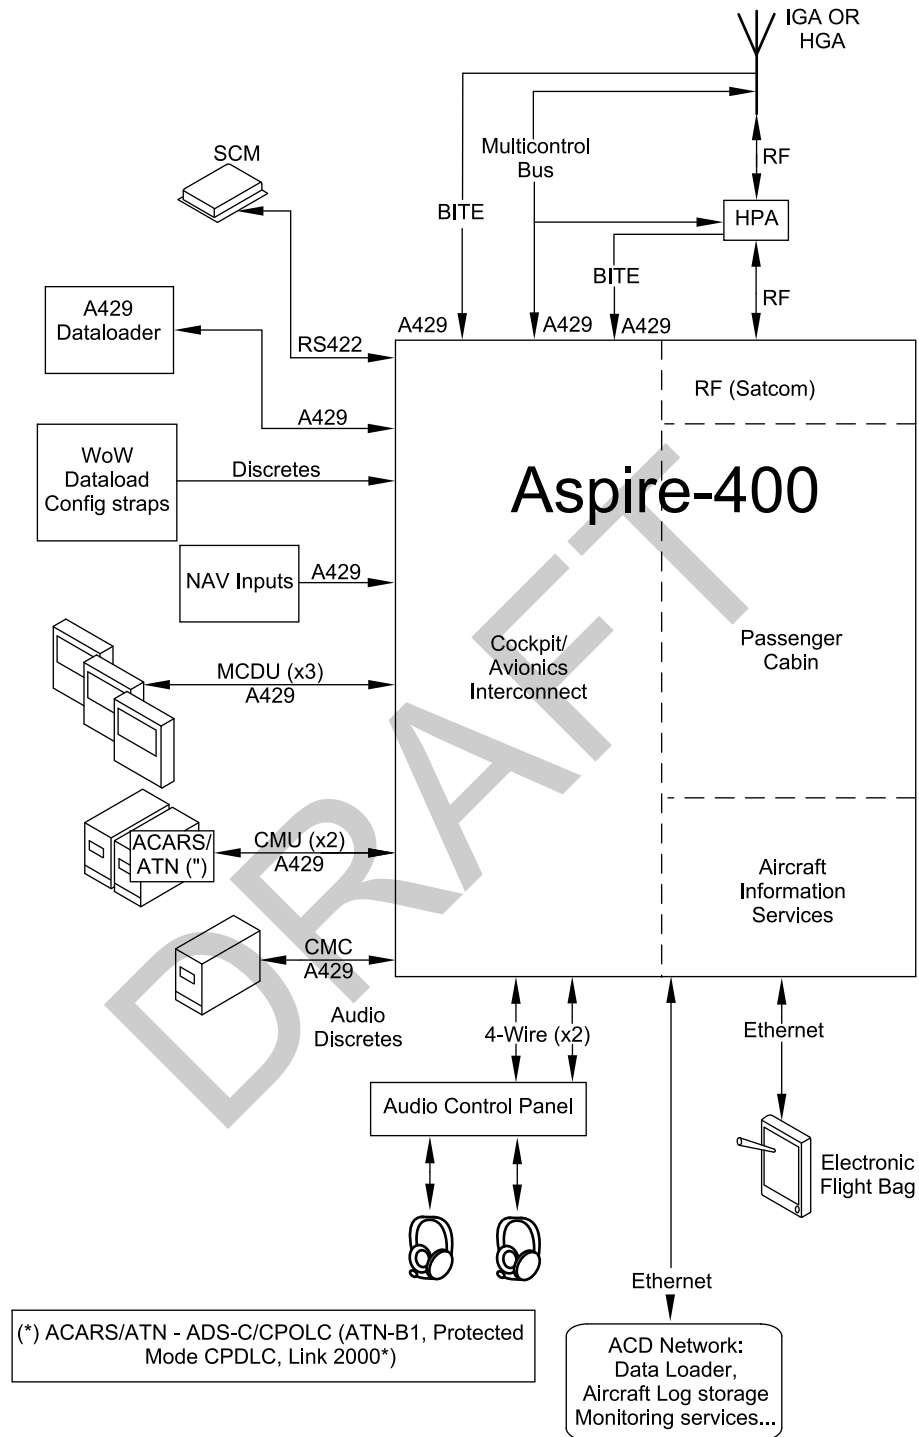 IGA OR
HGA
SCM
Multicontrol
Bus
RF
BITE
HPA
BITE
RF
A429
Dataloader
A429
A429
A429
RS422
A429
RF (Satcom)
WoW
Dataload
Config straps
Discretes
Aspire-400
NAV Inputs
A429
Cockpit/
Avionics
Interconnect
Passenger
Cabin
MCDU (x3)
A429
DRAFT
ACARS/
ATN (")
CMU (x2)
A429
Aircraft
Information
Services
CMC
A429
Audio
Discretes
4-Wire (x2)
Ethernet
Audio Control Panel
Electronic
Flight Bag
Ethernet
(*) ACARS/ATN - ADS-C/CPOLC (ATN-B1, Protected
Mode CPDLC, Link 2000*)
ACD Network:
Data Loader,
Aircraft Log storage
Monitoring services...